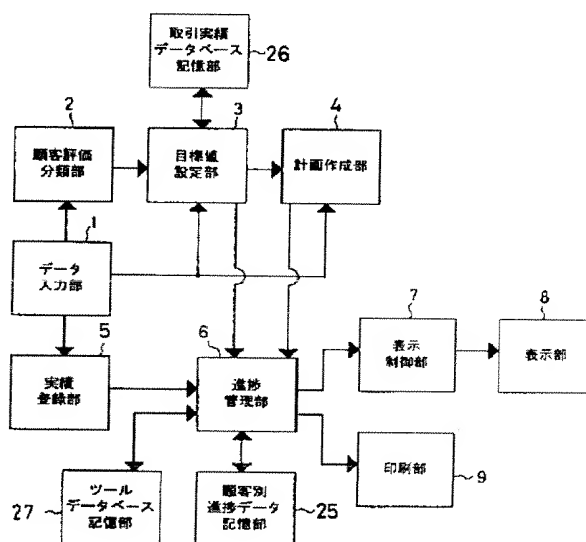 取引実績
データベース
記憶部
26
2
3
4
顧客評価
分類部
目標値
設定部
計画作成部
1
データ
入力部
5
6
7
8
実績
登録部
進捗
管理部
表示
制御部
表示部
ツール
データベース
記憶部
27
顧客別
進捗データ
記憶部
25
印刷部
9